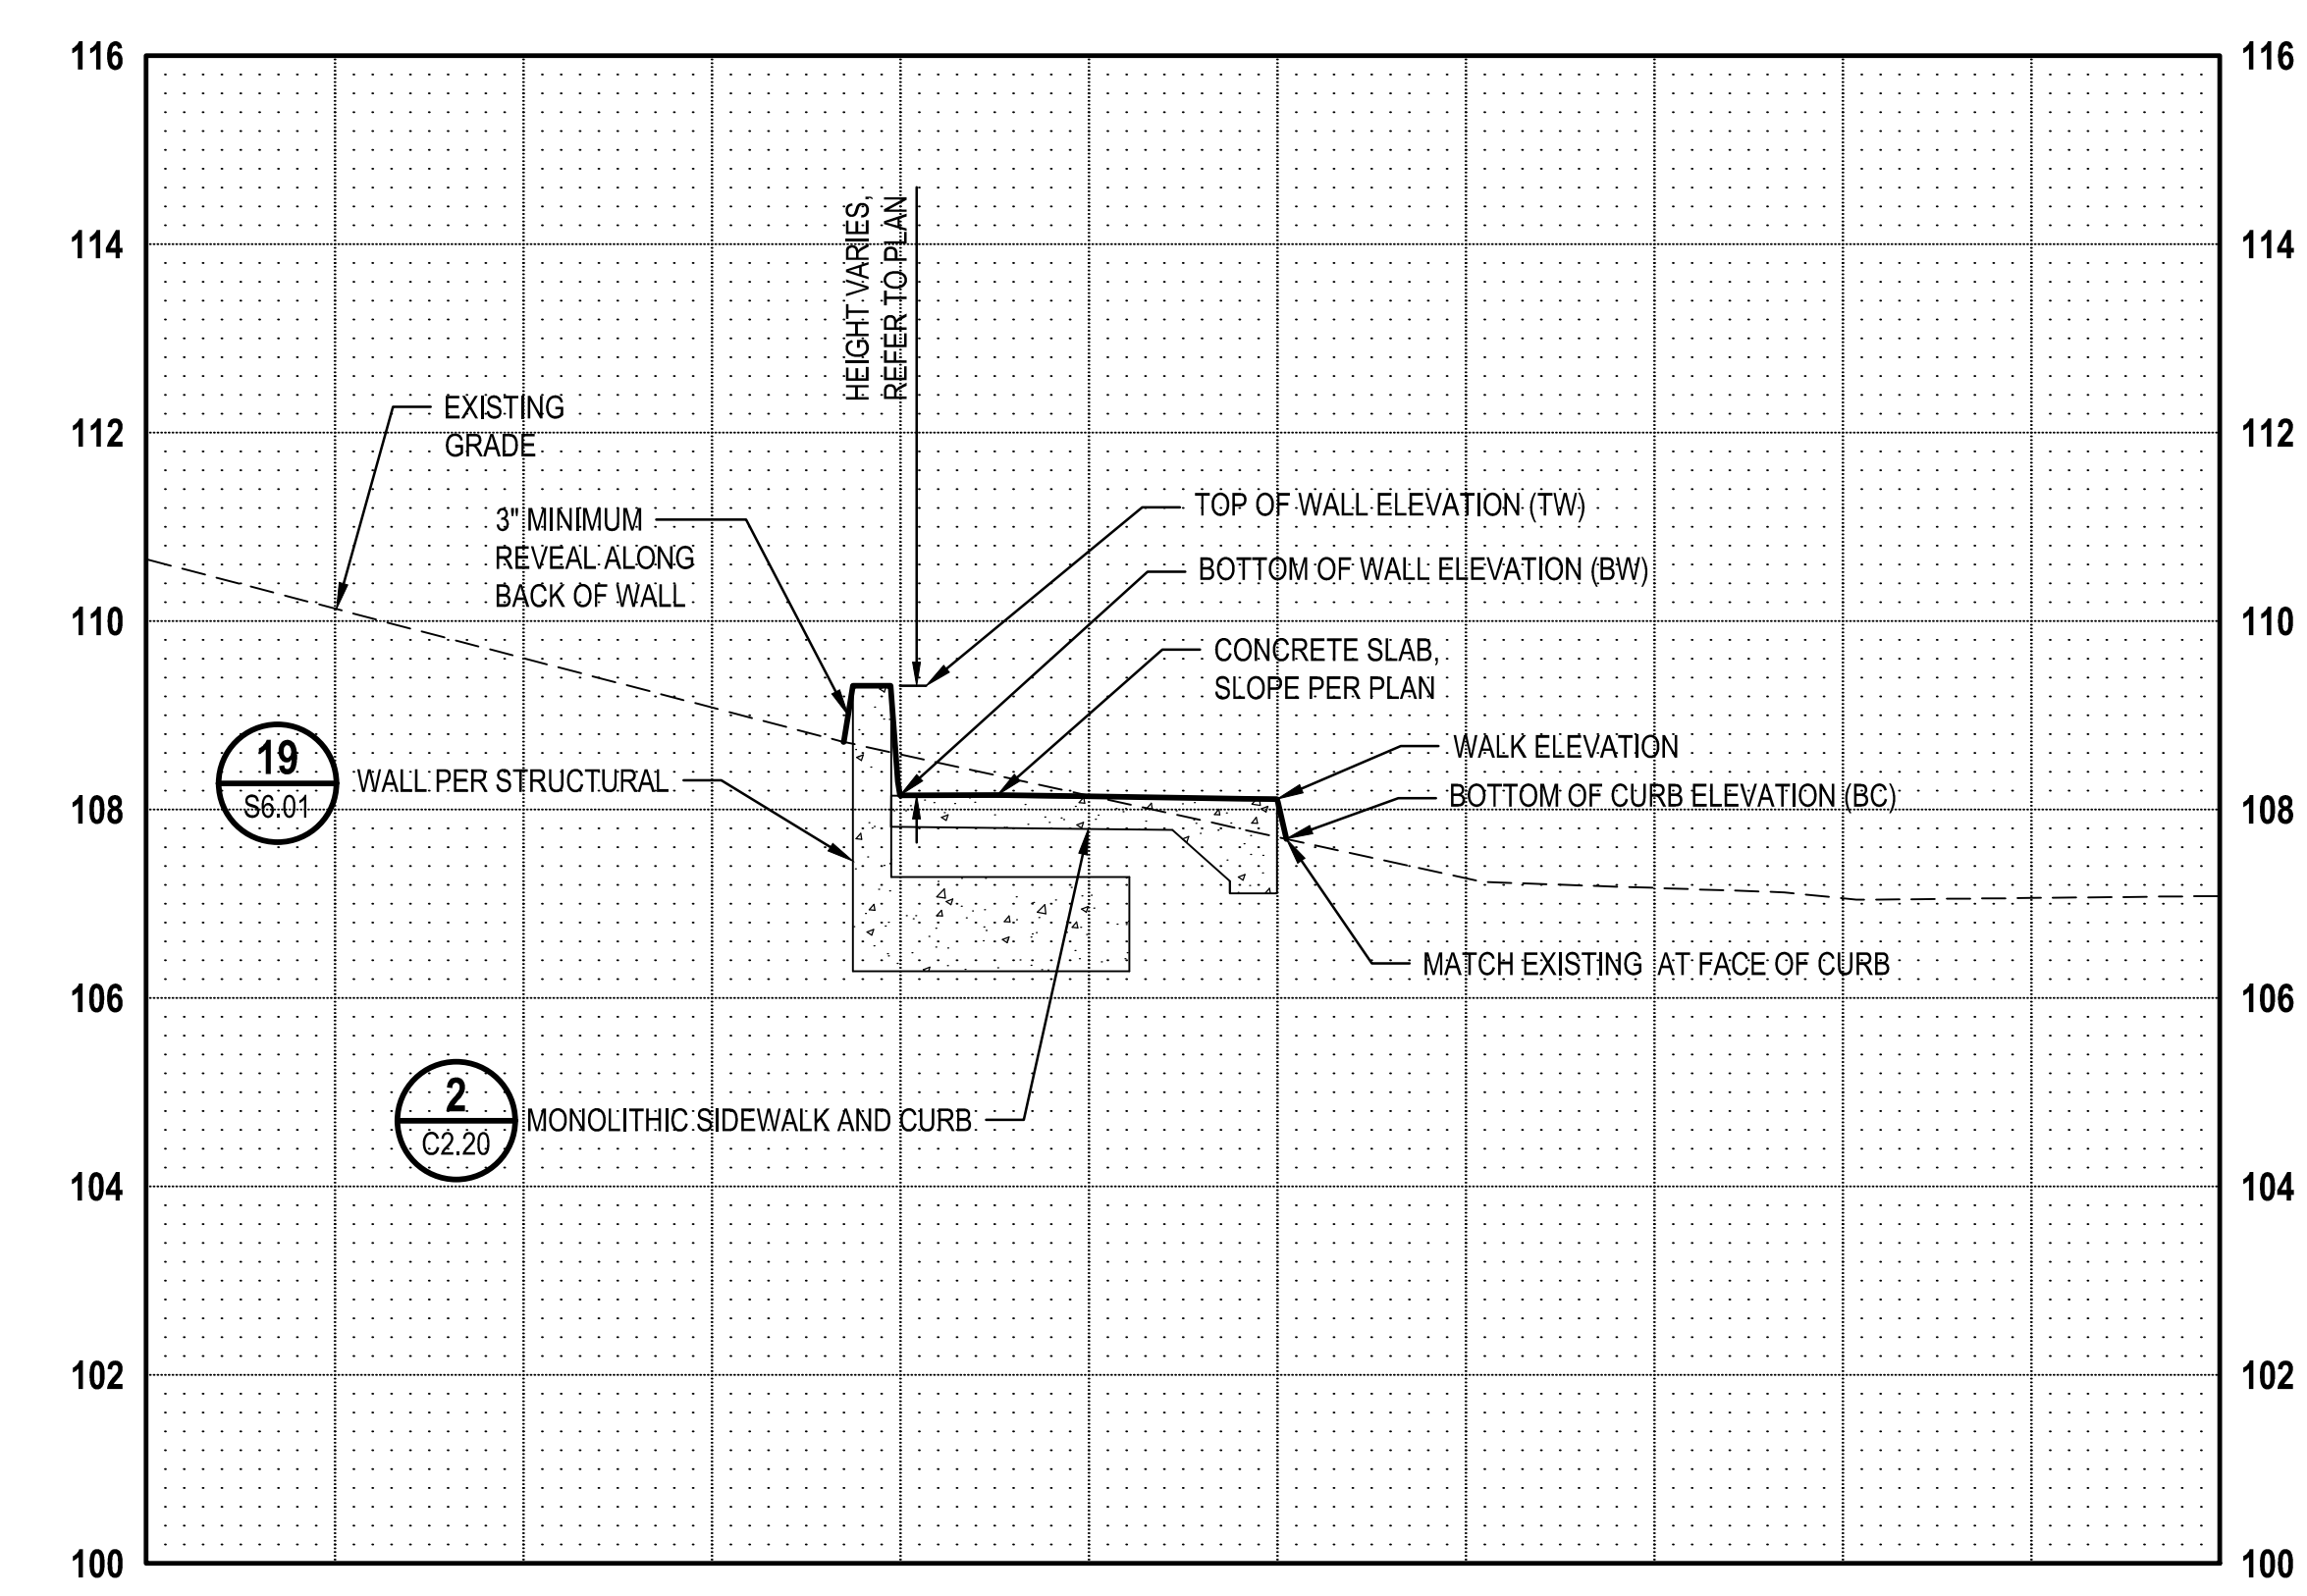 116
116
114
114
HEIGHT VARIES,
REFER TO PLAN
EXISTING
GRADE
112
112
3" MINIMUM
REVEAL ALONG
BACK OF WALL
TOP OF WALL ELEVATION (TW)
BOTTOM OF WALL ELEVATION (BW)
110
110
CONCRETE SLAB,
SLOPE PER PLAN
19
S6.01
WALL PER STRUCTURAL
WALK ELEVATION
BOTTOM OF CURB ELEVATION (BC)
108
108
MATCH EXISTING AT FACE OF CURB
106
106
2
C2.20
MONOLITHIC SIDEWALK AND CURB
104
104
102
102
100
100